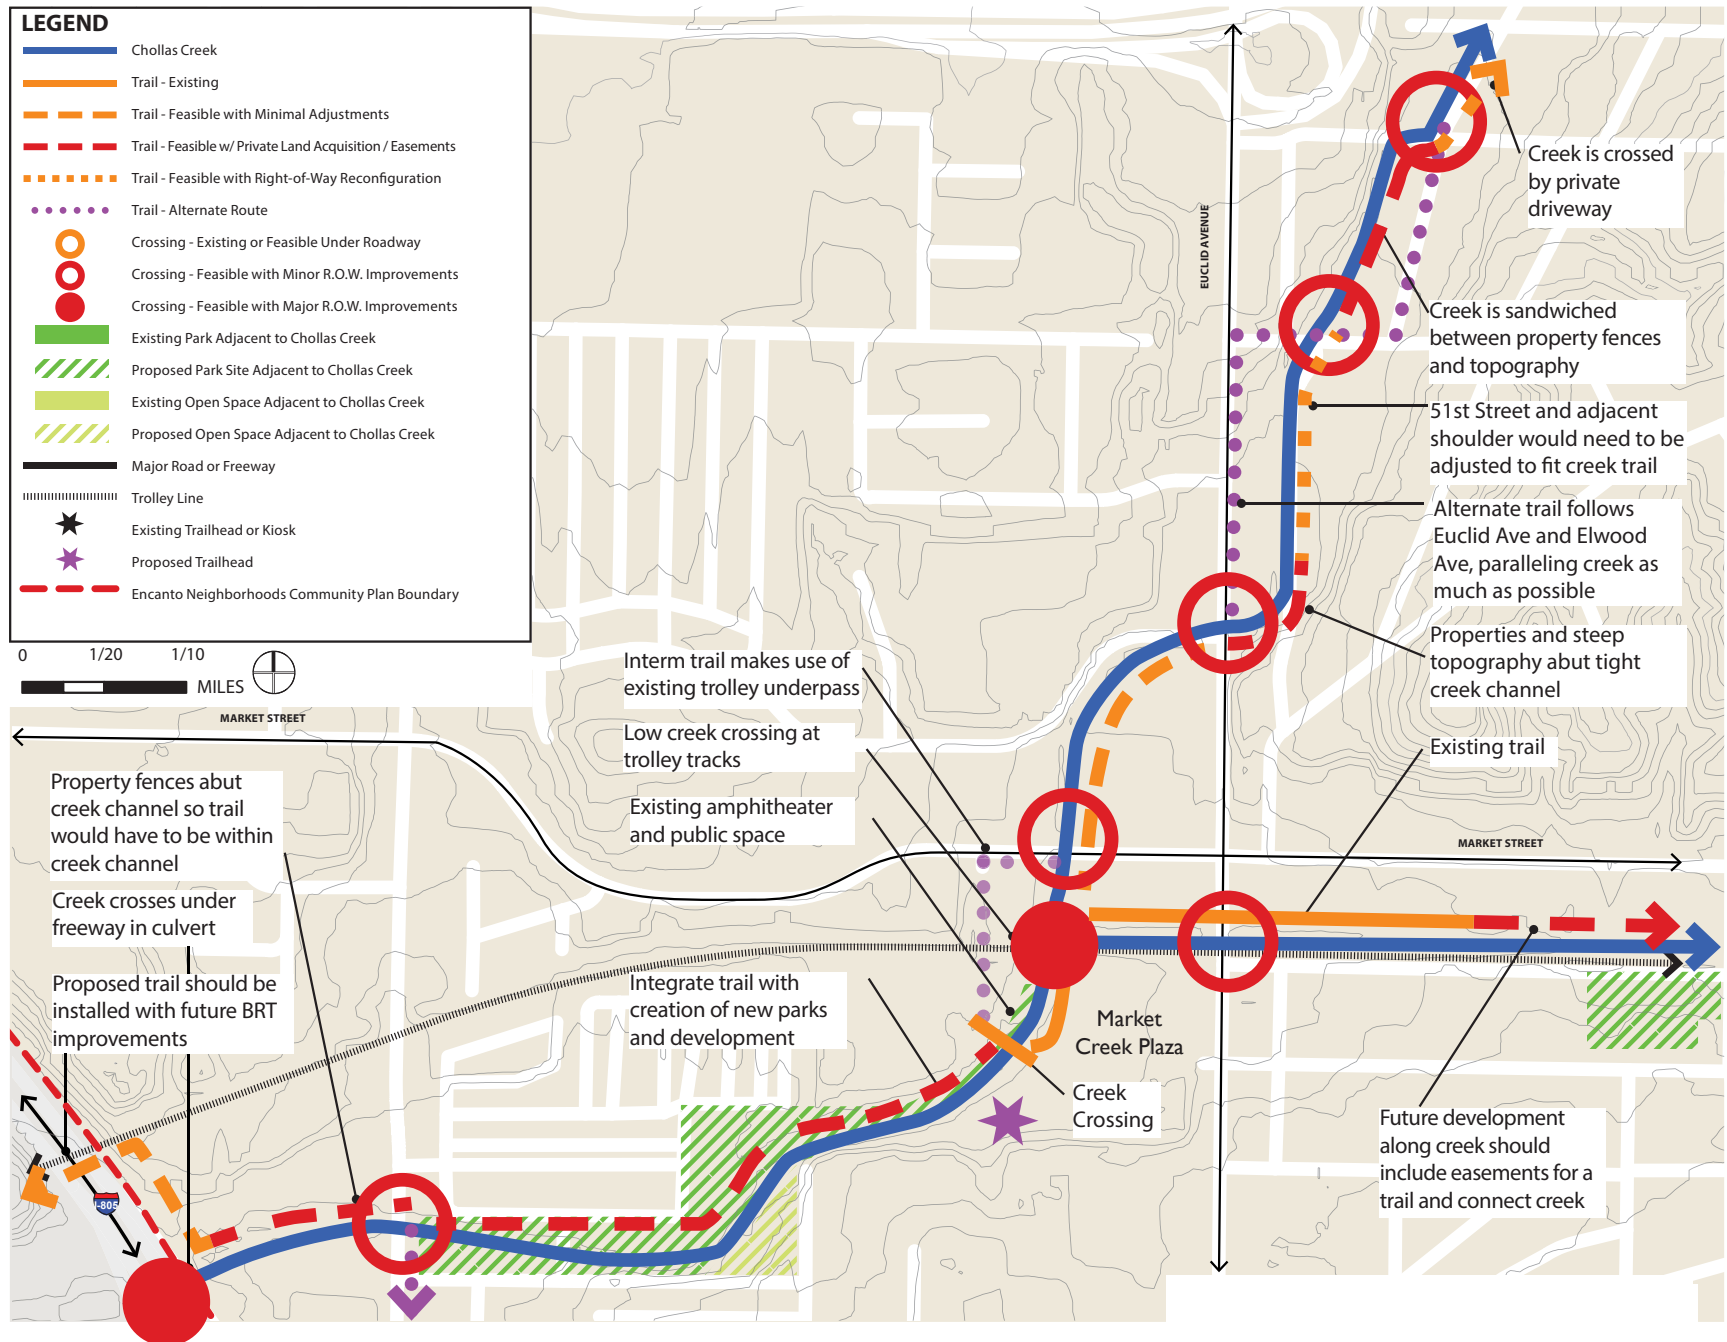 LEGEND
Chollas Creek
Trail - Existing
Trail - Feasible with Minimal Adjustments
Trail - Feasible w/ Private Land Acquisition / Easements
Trail - Feasible with Right-of-Way Reconfiguration
Trail - Alternate Route
Crossing - Existing or Feasible Under Roadway
Crossing - Feasible with Minor R.O.W. Improvements
Crossing - Feasible with Major R.O.W. Improvements
Existing Park Adjacent to Chollas Creek
Proposed Park Site Adjacent to Chollas Creek
Existing Open Space Adjacent to Chollas Creek
Proposed Open Space Adjacent to Chollas Creek
Major Road or Freeway
Trolley Line
Existing Trailhead or Kiosk
Proposed Trailhead
Encanto Neighborhoods Community Plan Boundary
0 1/20 1/10
MILES
EUCLID AVENUE
Creek is crossed
by private
driveway
Creek is sandwiched
between property fences
and topography
51st Street and adjacent
shoulder would need to be
adjusted to fit creek trail
Alternate trail follows
Euclid Ave and Elwood
Ave, paralleling creek as
much as possible
Properties and steep
topography abut tight
creek channel
Existing trail
MARKET STREET
Interm trail makes use of
existing trolley underpass
Low creek crossing at
trolley tracks
Existing amphitheater
and public space
MARKET STREET
Property fences abut
creek channel so trail
would have to be within
creek channel
Creek crosses under
freeway in culvert
Proposed trail should be
installed with future BRT
improvements
Integrate trail with
creation of new parks
and development
Market
Creek Plaza
Creek
Crossing
Future development
along creek should
include easements for a
trail and connect creek
I-805